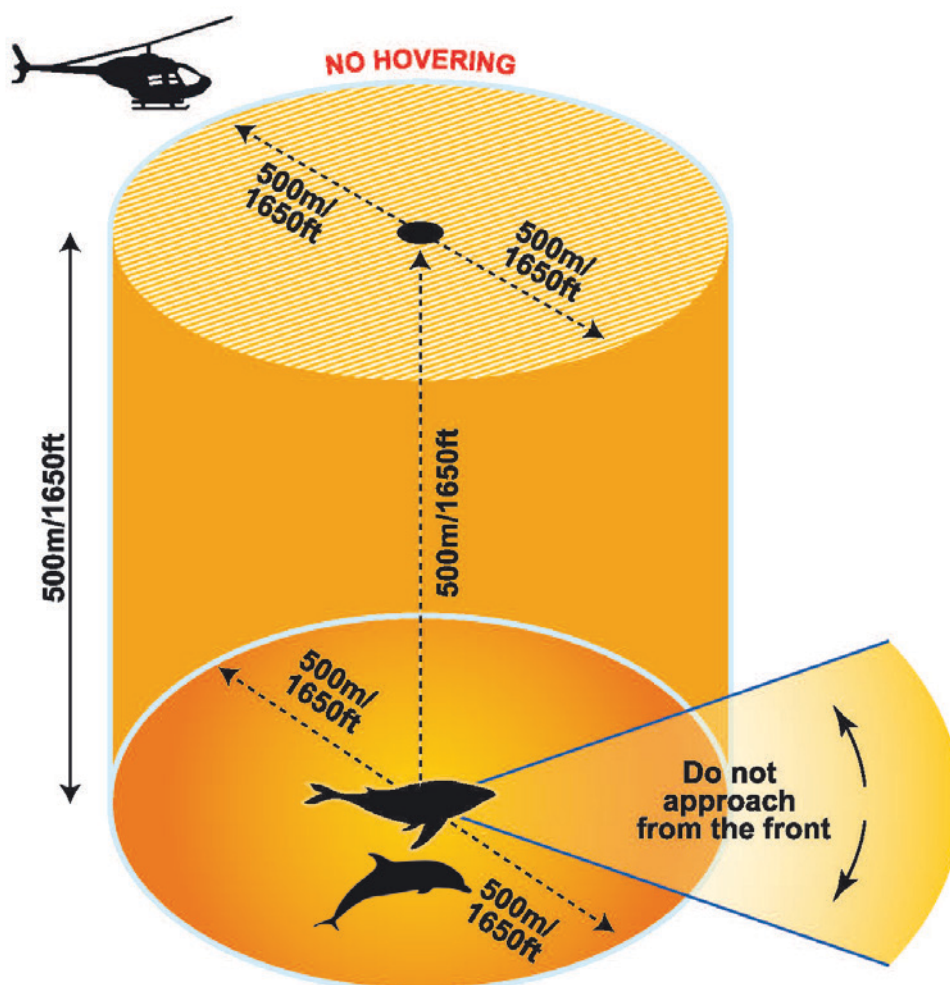 NO HOVERING
500m/
1650ft
500m/
1650ft
500m/1650ft
500m/1650ft
500m/
1650ft
Do not
approach
from the front
500m/
1650ft